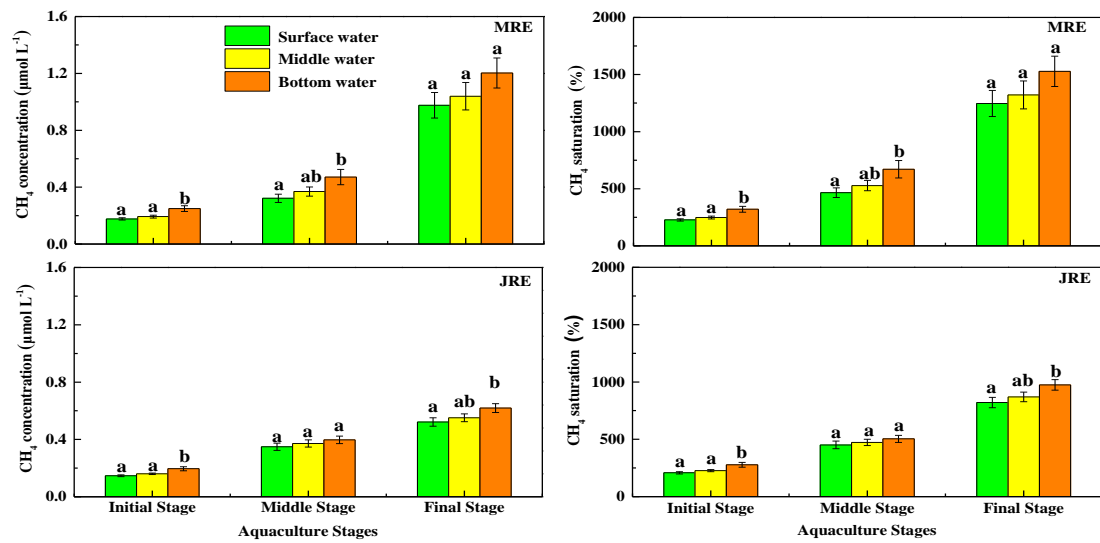 MRE
1.6
1.2
0.8
0.4
0.0
CH4 concentration (µmol L-1)
Surface water
Middle water
Bottom water
a a b
a ab b
a a a
MRE
2000
1500
1000
500
0
CH4 saturation (%)
a a b
a ab b
a a a
JRE
1.6
1.2
0.8
0.4
0.0
CH4 concentration (µmol L-1)
a a b
a a a
a ab b
Initial Stage Middle Stage Final Stage
Aquaculture Stages
JRE
2000
1500
1000
500
0
CH4 saturation (%)
a a b
a a a
a ab b
Initial Stage Middle Stage Final Stage
Aquaculture Stages